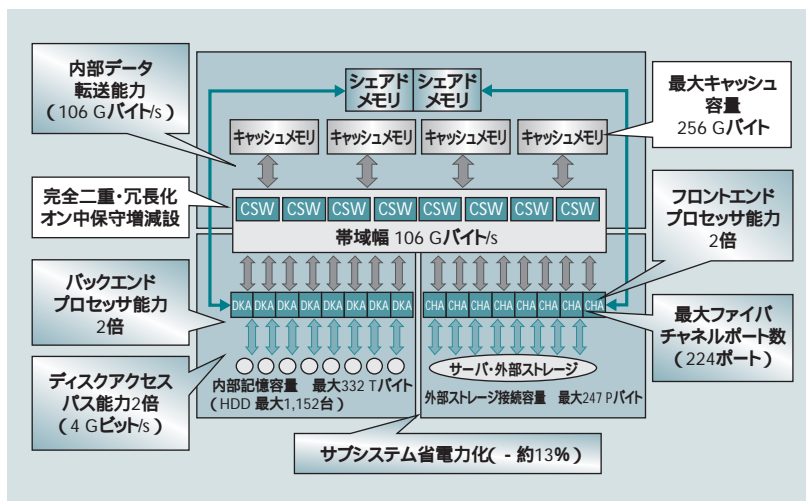 内部データ
転送能力
(106 Gバイト/s)
シェアド
メモリ
シェアド
メモリ
最大キャッシュ
容量
256 Gバイト
キャッシュメモリ
キャッシュメモリ
キャッシュメモリ
キャッシュメモリ
完全二重・冗長化
オン中保守増減設
CSW CSW CSW CSW CSW CSW CSW CSW
帯域幅 106 Gバイト/s
フロントエンド
プロセッサ能力
2倍
バックエンド
プロセッサ能力
2倍
DKA DKA DKA DKA DKA DKA DKA DKA
CHA CHA CHA CHA CHA CHA CHA CHA
最大ファイバ
チャネルポート数
(224ポート)
ディスクアクセス
パス能力2倍
(4 Gビット/s)
内部記憶容量 最大332 Tバイト
(HDD 最大1,152台)
サーバ・外部ストレージ
外部ストレージ接続容量 最大247 Pバイト
サブシステム省電力化( - 約13%)